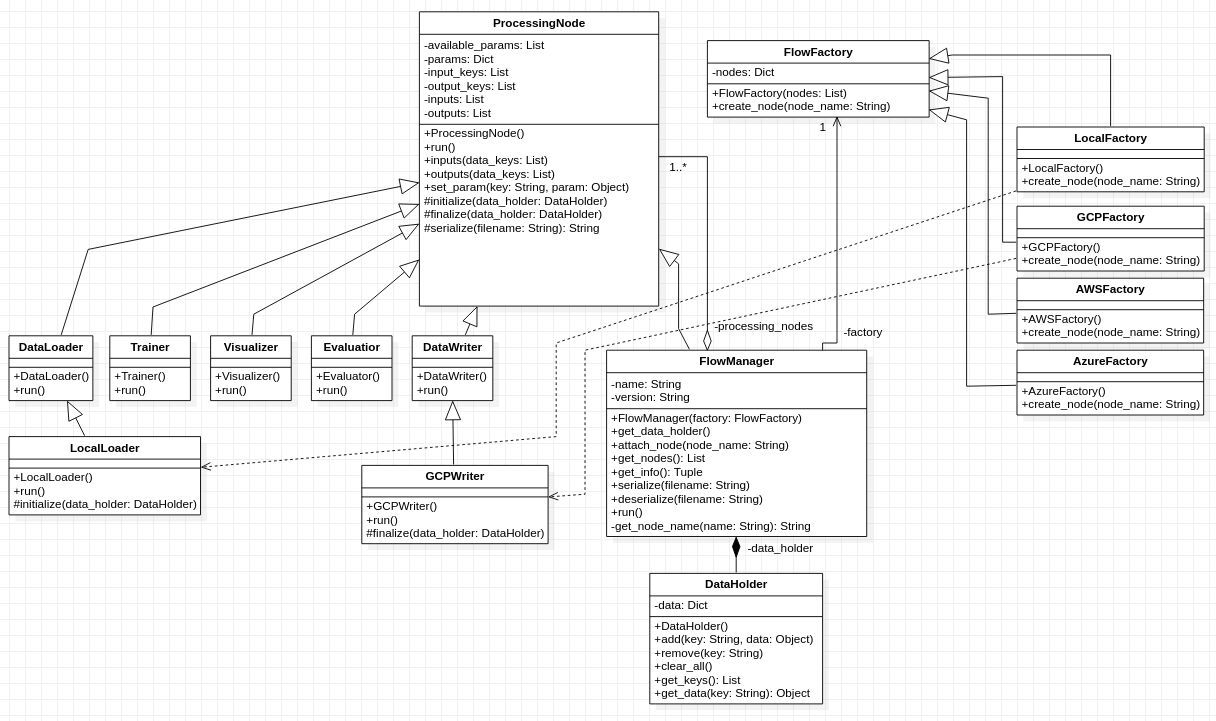 ProcessingNode
-available_params: List
-params: Dict
-input_keys: List
-output_keys: List
-inputs: List
-outputs: List
+ProcessingNode()
+run()
+inputs(data_keys: List)
+outputs(data_keys: List)
+set_param(key: String, param: Object)
#initialize(data_holder: DataHolder)
#finalize(data_holder: DataHolder)
#serialize(filename: String): String
FlowFactory
-nodes: Dict
+FlowFactory(nodes: List)
+create_node(node_name: String)
1
1..*
LocalFactory
+LocalFactory()
+create_node(node_name: String)
GCPFactory
+GCPFactory()
+create_node(node_name: String)
AWSFactory
+AWSFactory()
+create_node(node_name: String)
AzureFactory
+AzureFactory()
+create_node(node_name: String)
-processing_nodes
-factory
DataLoader
+DataLoader()
+run()
Trainer
+Trainer()
+run()
Visualizer
+Visualizer()
+run()
Evaluatior
+Evaluator()
+run()
DataWriter
+DataWriter()
+run()
FlowManager
-name: String
-version: String
+FlowManager(factory: FlowFactory)
+get_data_holder()
+attach_node(node_name: String)
+get_nodes(): List
+get_info(): Tuple
+serialize(filename: String)
+deserialize(filename: String)
+run()
-get_node_name(name: String): String
LocalLoader
+LocalLoader()
+run()
#initialize(data_holder: DataHolder)
GCPWriter
+GCPWriter()
+run()
#finalize(data_holder: DataHolder)
-data_holder
DataHolder
-data: Dict
+DataHolder()
+add(key: String, data: Object)
+remove(key: String)
+clear_all()
+get_keys(): List
+get_data(key: String): Object